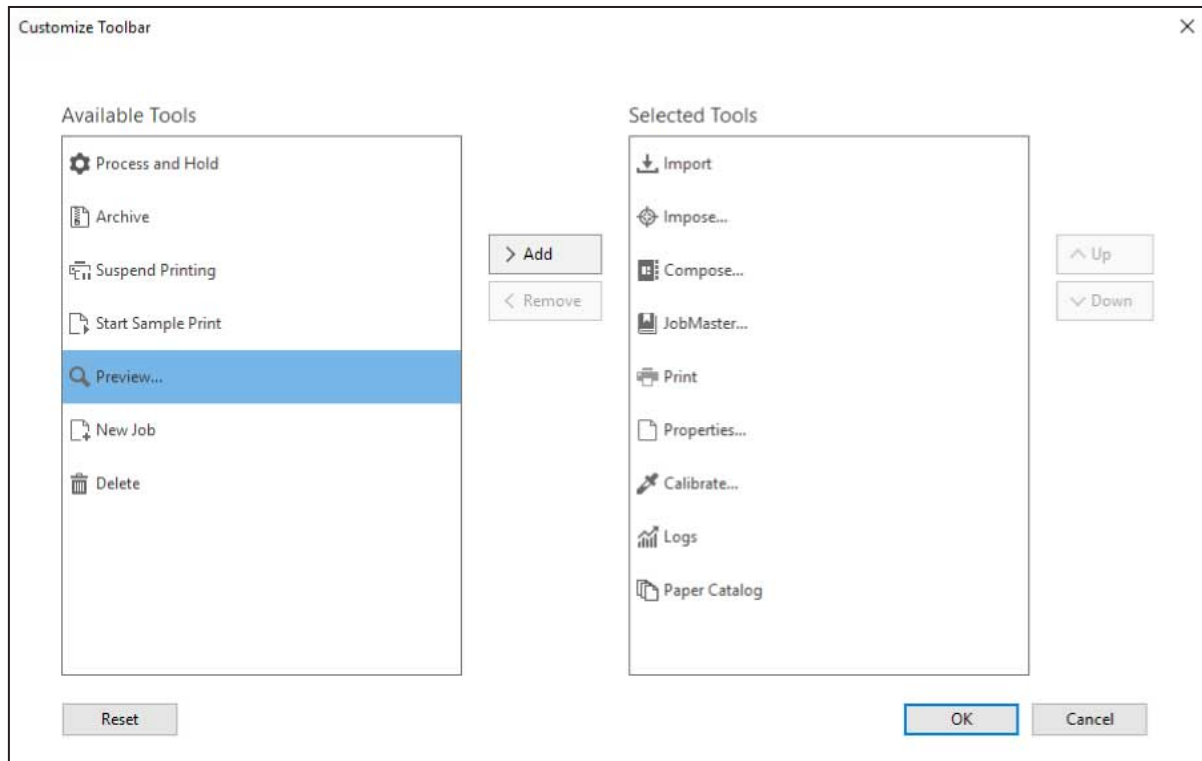 Customize Toolbar
Available Tools
Process and Hold
Archive
Suspend Printing
Start Sample Print
Preview...
New Job
Delete
Add
Remove
Selected Tools
Import
Impose...
Compose...
JobMaster...
Print
Properties...
Calibrate...
Logs
Paper Catalog
Up
Down
Reset
OK
Cancel